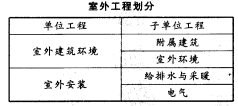 室外工程划分
单位工程 子单位工程
室外建筑环境 附属建筑
室外环境
室外安装 给排水与采暖
电气